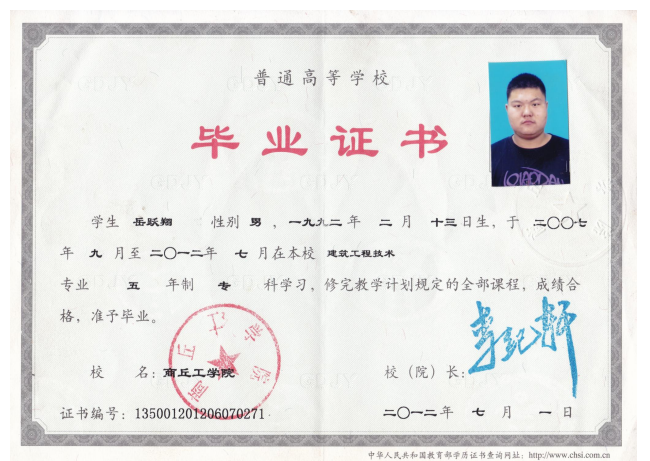 普通高等学校
毕业证书
学生 岳跃翔 性别 男，一九九二年 二 月 十三日生，于 二〇〇七
年 九 月至二〇一二年 七 月在本校 建筑工程技术
专业 五 年制 专 科学习，修完教学计划规定的全部课程，成绩合
格，准予毕业。
校 名：商丘工学院
校（院）长：
证书编号：135001201206070271
二〇一二年 七 月 一 日
中华人民共和国教育部学历证书查询网址：http://www.chsi.com.cn